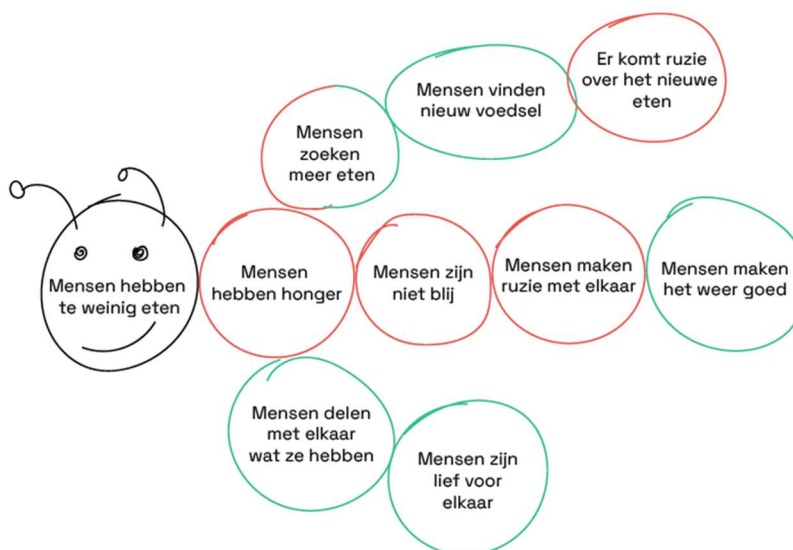 Er komt ruzie
over het nieuwe
eten
Mensen vinden
nieuw voedsel
Mensen
zoeken
meer eten
Mensen hebben
te weinig eten
Mensen
hebben honger
Mensen zijn
niet blij
Mensen maken
ruzie met elkaar
Mensen maken
het weer goed
Mensen delen
met elkaar
wat ze hebben
Mensen zijn
lief voor
elkaar